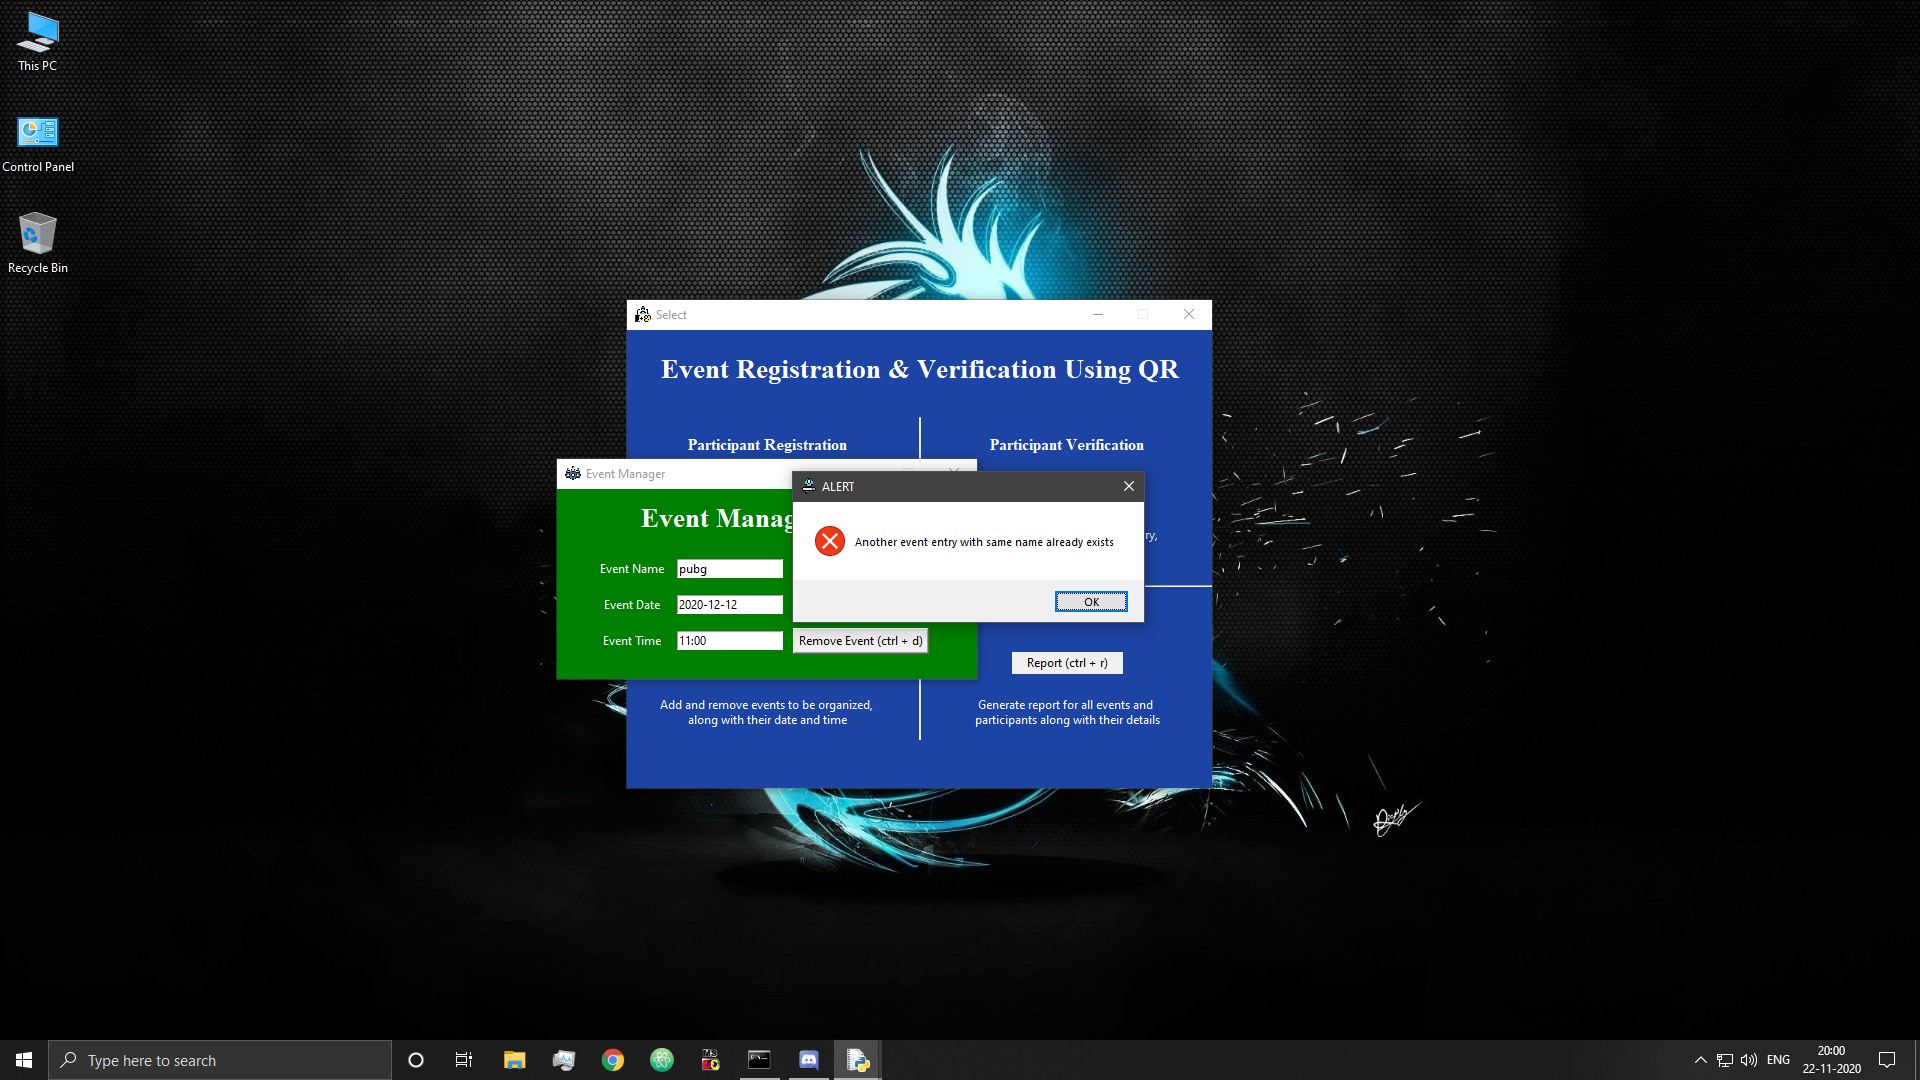 This PC
Control Panel
Recycle Bin
Select
Event Registration & Verification Using QR
Participant Registration
Participant Verification
Event Manager
ALERT
Event Manag
Another event entry with same name already exists
ry,
Event Name pubg
Event Date 2020-12-12
OK
Event Time 11:00 Remove Event (ctrl + d)
Report (ctrl + r)
Add and remove events to be organized,
along with their date and time
Generate report for all events and
participants along with their details
Type here to search
ENG
20:00
22-11-2020